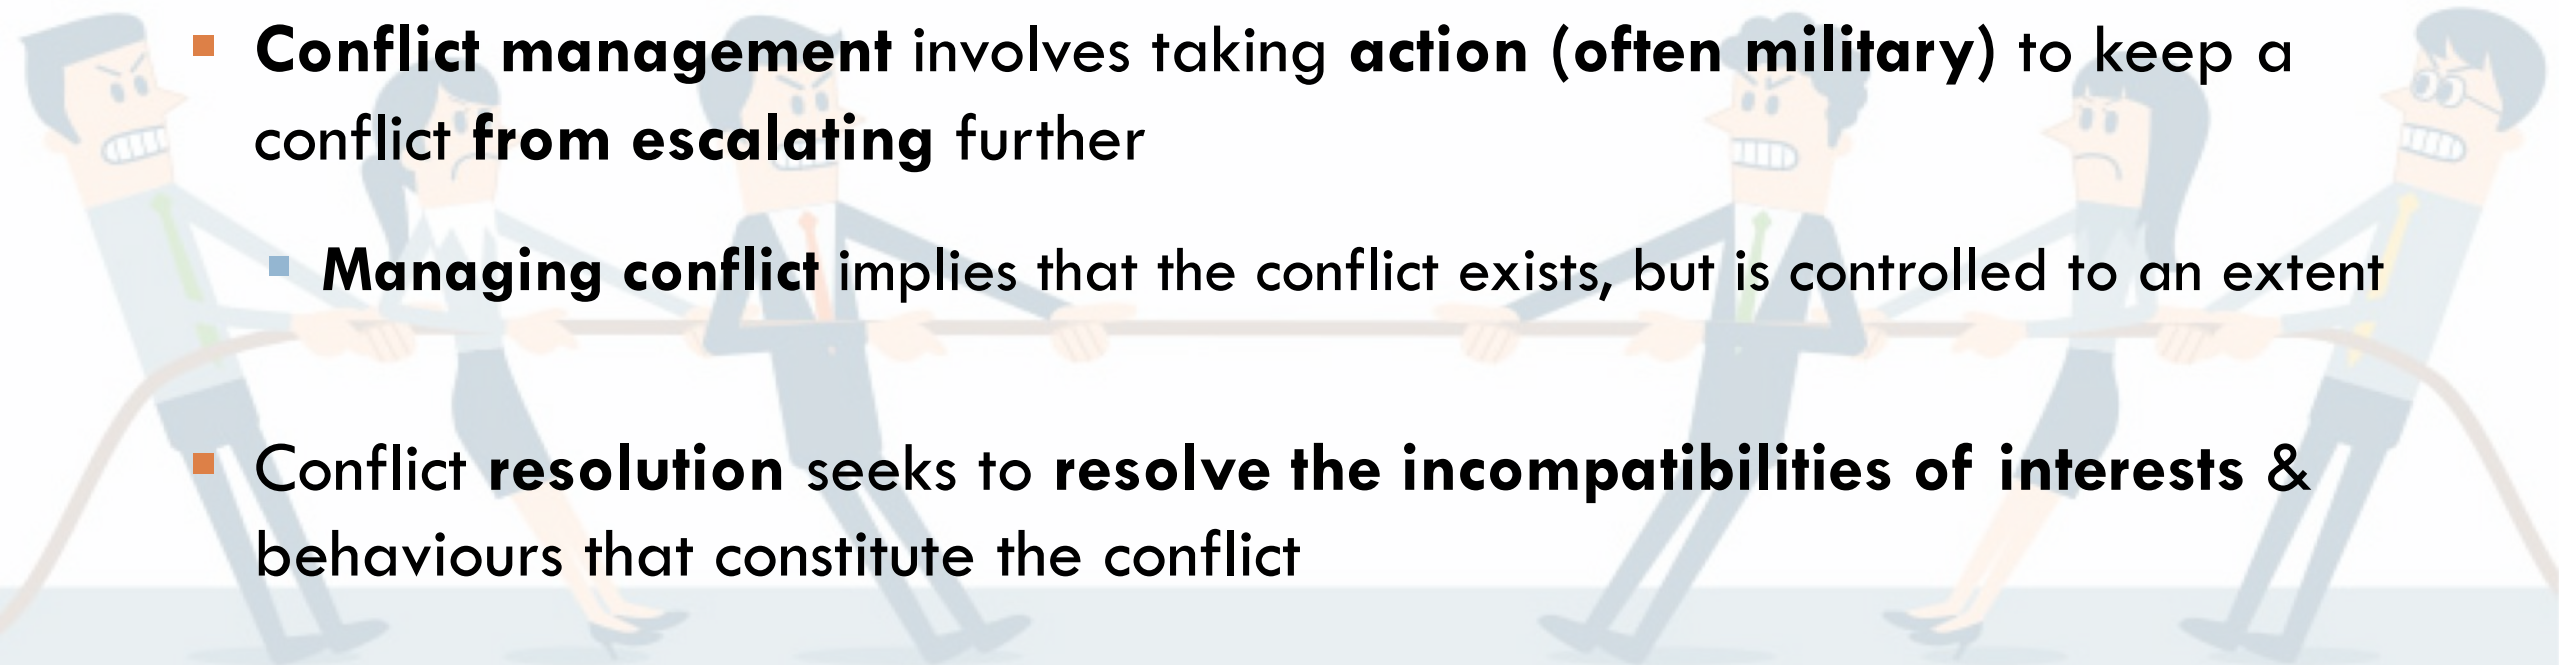 Conflict management involves taking action (often military) to keep a
conflict from escalating further
Managing conflict implies that the conflict exists, but is controlled to an extent
Conflict resolution seeks to resolve the incompatibilities of interests &
behaviours that constitute the conflict